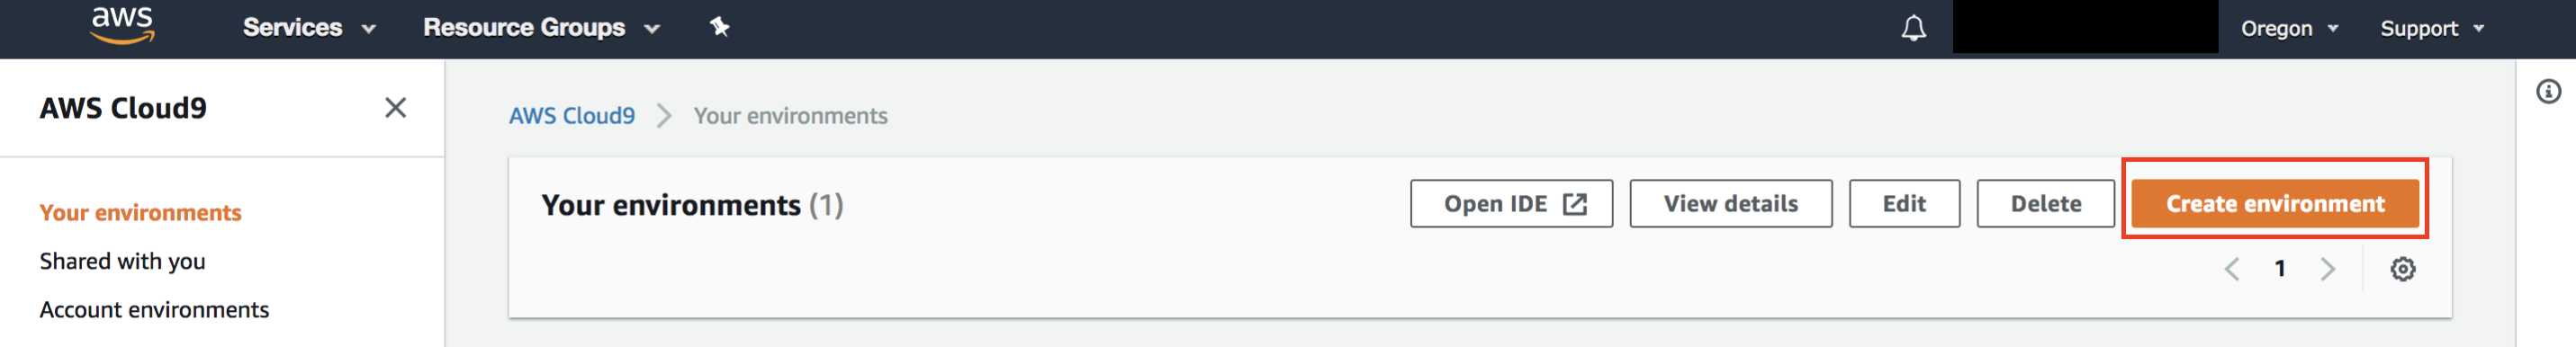 aws Services Resource Groups Oregon Support
AWS Cloud9
AWS Cloud9 Your environments
Your environments
Shared with you
Account environments
Your environments (1) Open IDE View details Edit Delete Create environment
1